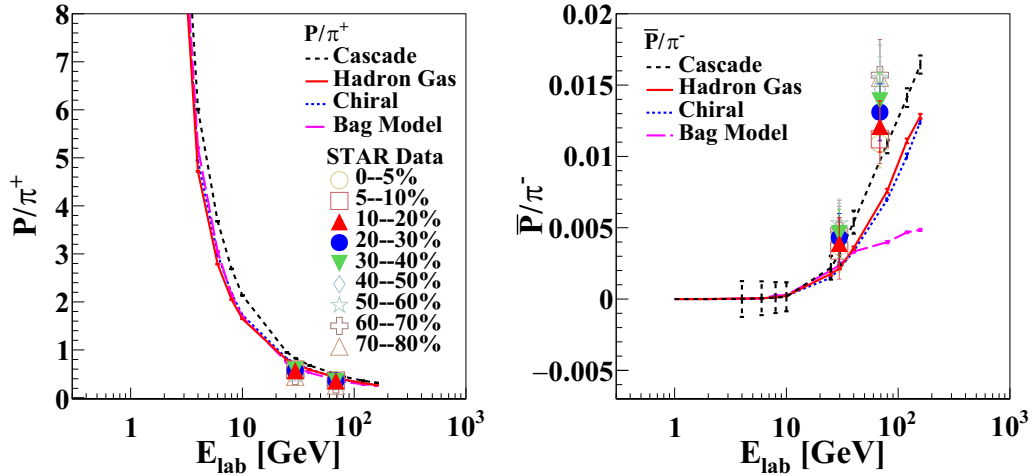 P/π⁺
8
7
6
5
4
3
2
1
0
P/π⁺
Cascade
Hadron Gas
Chiral
Bag Model
STAR Data
0--5%
5--10%
10--20%
20--30%
30--40%
40--50%
50--60%
60--70%
70--80%
1
10
10²
10³
E_lab [GeV]
P̅/π⁻
0.02
0.015
0.01
0.005
0
−0.005
P̅/π⁻
Cascade
Hadron Gas
Chiral
Bag Model
1
10
10²
10³
E_lab [GeV]